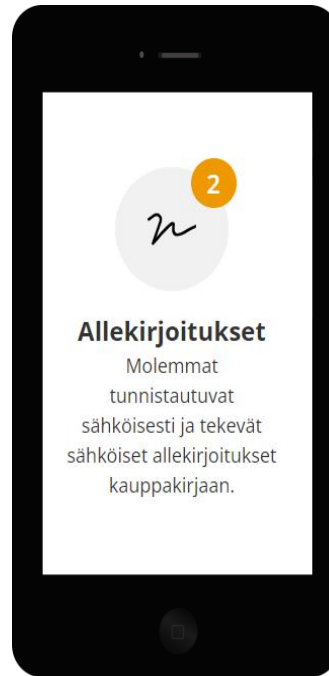 2
Allekirjoitukset
Molemmat
tunnistautuvat
sähköisesti ja tekevät
sähköiset allekirjoitukset
kauppakirjaan.